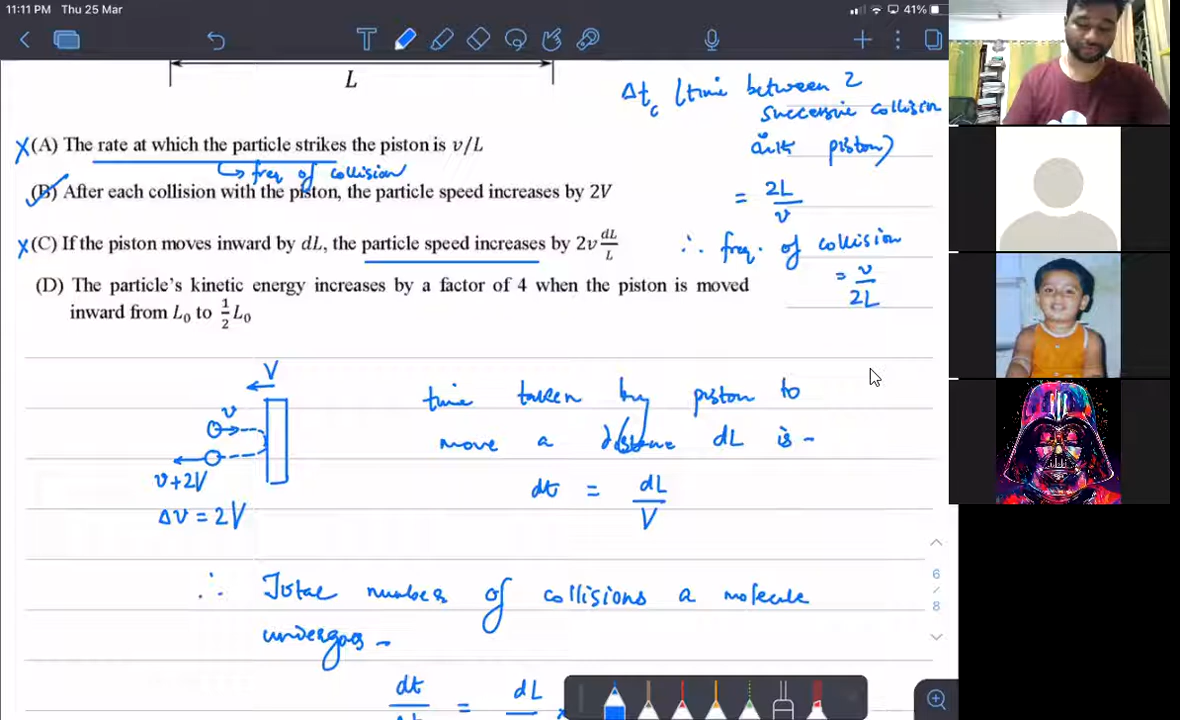 11:11 PM Thu 25 Mar
41%
L
Δt_c (time between 2
successive collision
with piston)
= 2L/v
∴ freq. of collision
= v/2L
X(A) The rate at which the particle strikes the piston is v/L
↳ freq of collision
(B) After each collision with the piston, the particle speed increases by 2V
X(C) If the piston moves inward by dL, the particle speed increases by 2v dL/L
(D) The particle's kinetic energy increases by a factor of 4 when the piston is moved
inward from L₀ to 1/2 L₀
V
v
v+2V
Δv = 2V
time taken by piston to
move a distance dL is -
dt = dL/V
∴ Total number of collisions a molecule
undergoes -
dt = dL
6
8